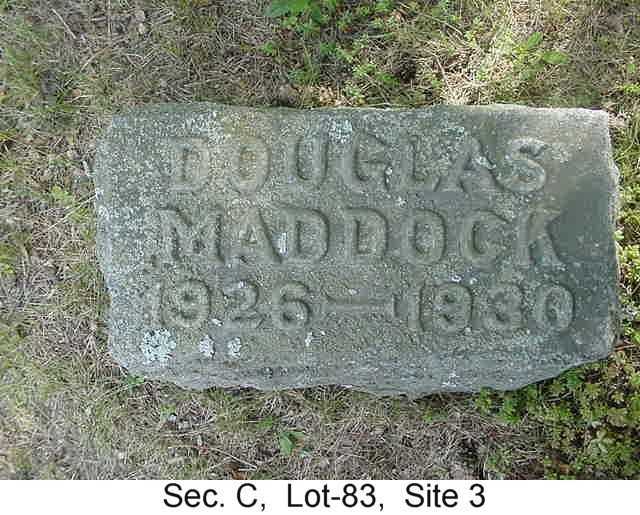 DOUGLAS
MADDOCK
1926-1930
Sec. C, Lot-83, Site 3